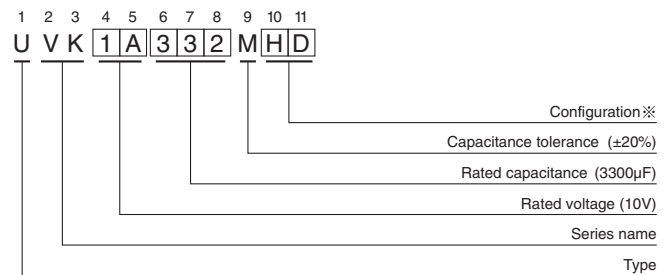 1 2 3 4 5 6 7 8 9 10 11
U V K 1 A 3 3 2 M H D
Configuration※
Capacitance tolerance (±20%)
Rated capacitance (3300µF)
Rated voltage (10V)
Series name
Type